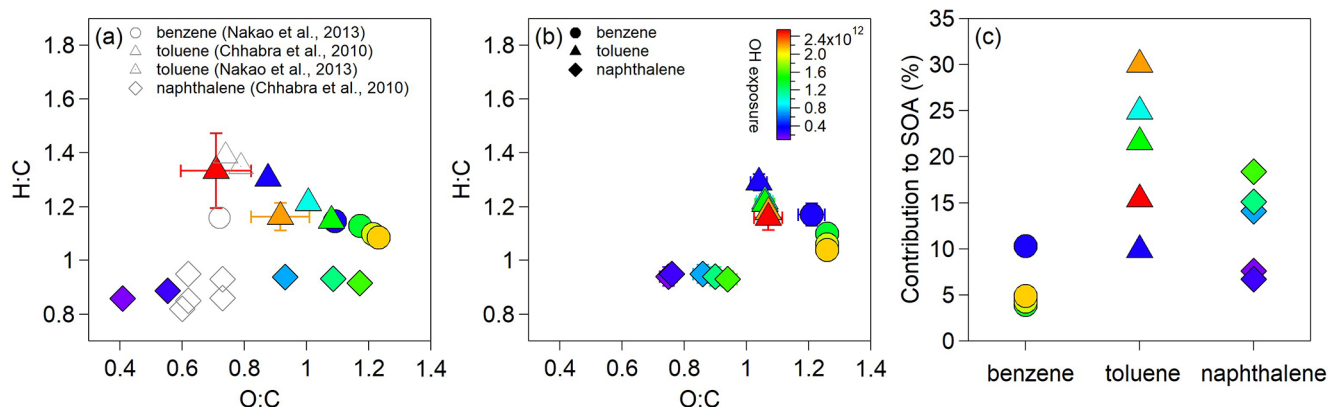 (a)
benzene (Nakao et al., 2013)
toluene (Chhabra et al., 2010)
toluene (Nakao et al., 2013)
naphthalene (Chhabra et al., 2010)
H:C
1.8
1.6
1.4
1.2
1
0.8
0.4 0.6 0.8 1 1.2 1.4
O:C
(b)
benzene
toluene
naphthalene
OH exposure
2.4x10¹²
2.0
1.6
1.2
0.8
0.4
H:C
1.8
1.6
1.4
1.2
1
0.8
0.4 0.6 0.8 1 1.2 1.4
O:C
(c)
Contribution to SOA (%)
35
30
25
20
15
10
5
0
benzene toluene naphthalene